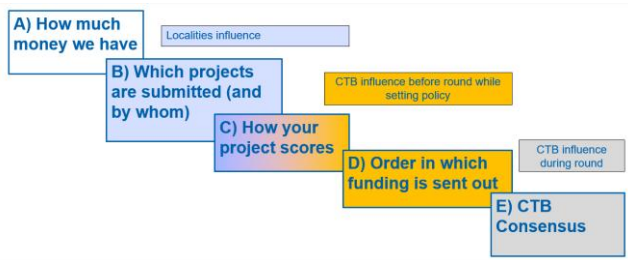 A) How much
money we have
Localities influence
B) Which projects
are submitted (and
by whom)
CTB influence before round while
setting policy
C) How your
project scores
CTB influence
during round
D) Order in which
funding is sent out
E) CTB
Consensus